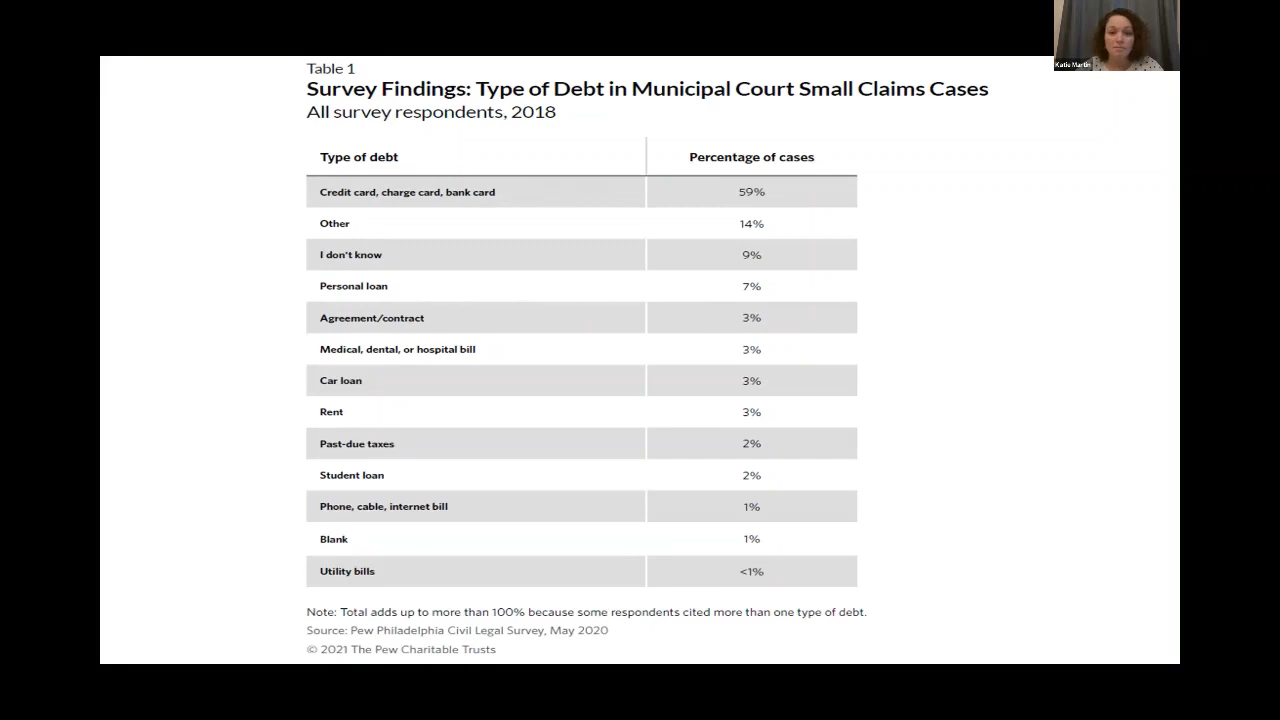 Katie Martin
Table 1
Survey Findings: Type of Debt in Municipal Court Small Claims Cases
All survey respondents, 2018
Type of debt Percentage of cases
Credit card, charge card, bank card 59%
Other 14%
I don't know 9%
Personal loan 7%
Agreement/contract 3%
Medical, dental, or hospital bill 3%
Car loan 3%
Rent 3%
Past-due taxes 2%
Student loan 2%
Phone, cable, internet bill 1%
Blank 1%
Utility bills <1%
Note: Total adds up to more than 100% because some respondents cited more than one type of debt.
Source: Pew Philadelphia Civil Legal Survey, May 2020
© 2021 The Pew Charitable Trusts